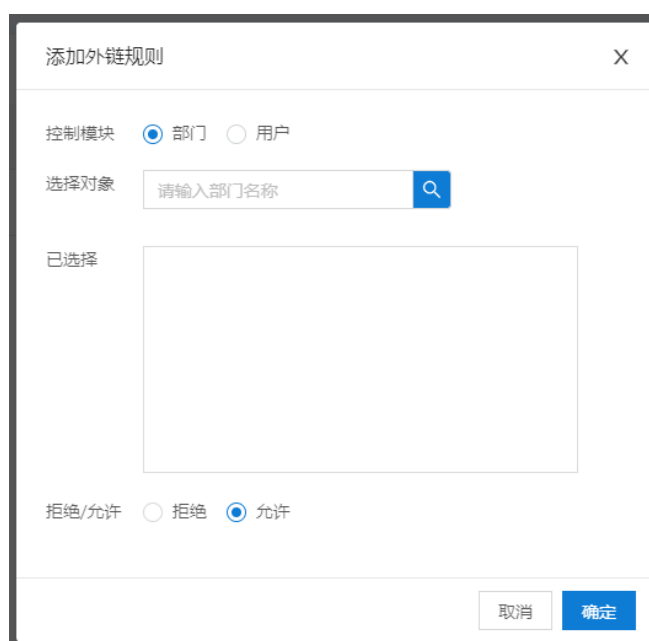 添加外链规则 X
控制模块 部门 用户
选择对象 请输入部门名称
已选择
拒绝/允许 拒绝 允许
取消 确定